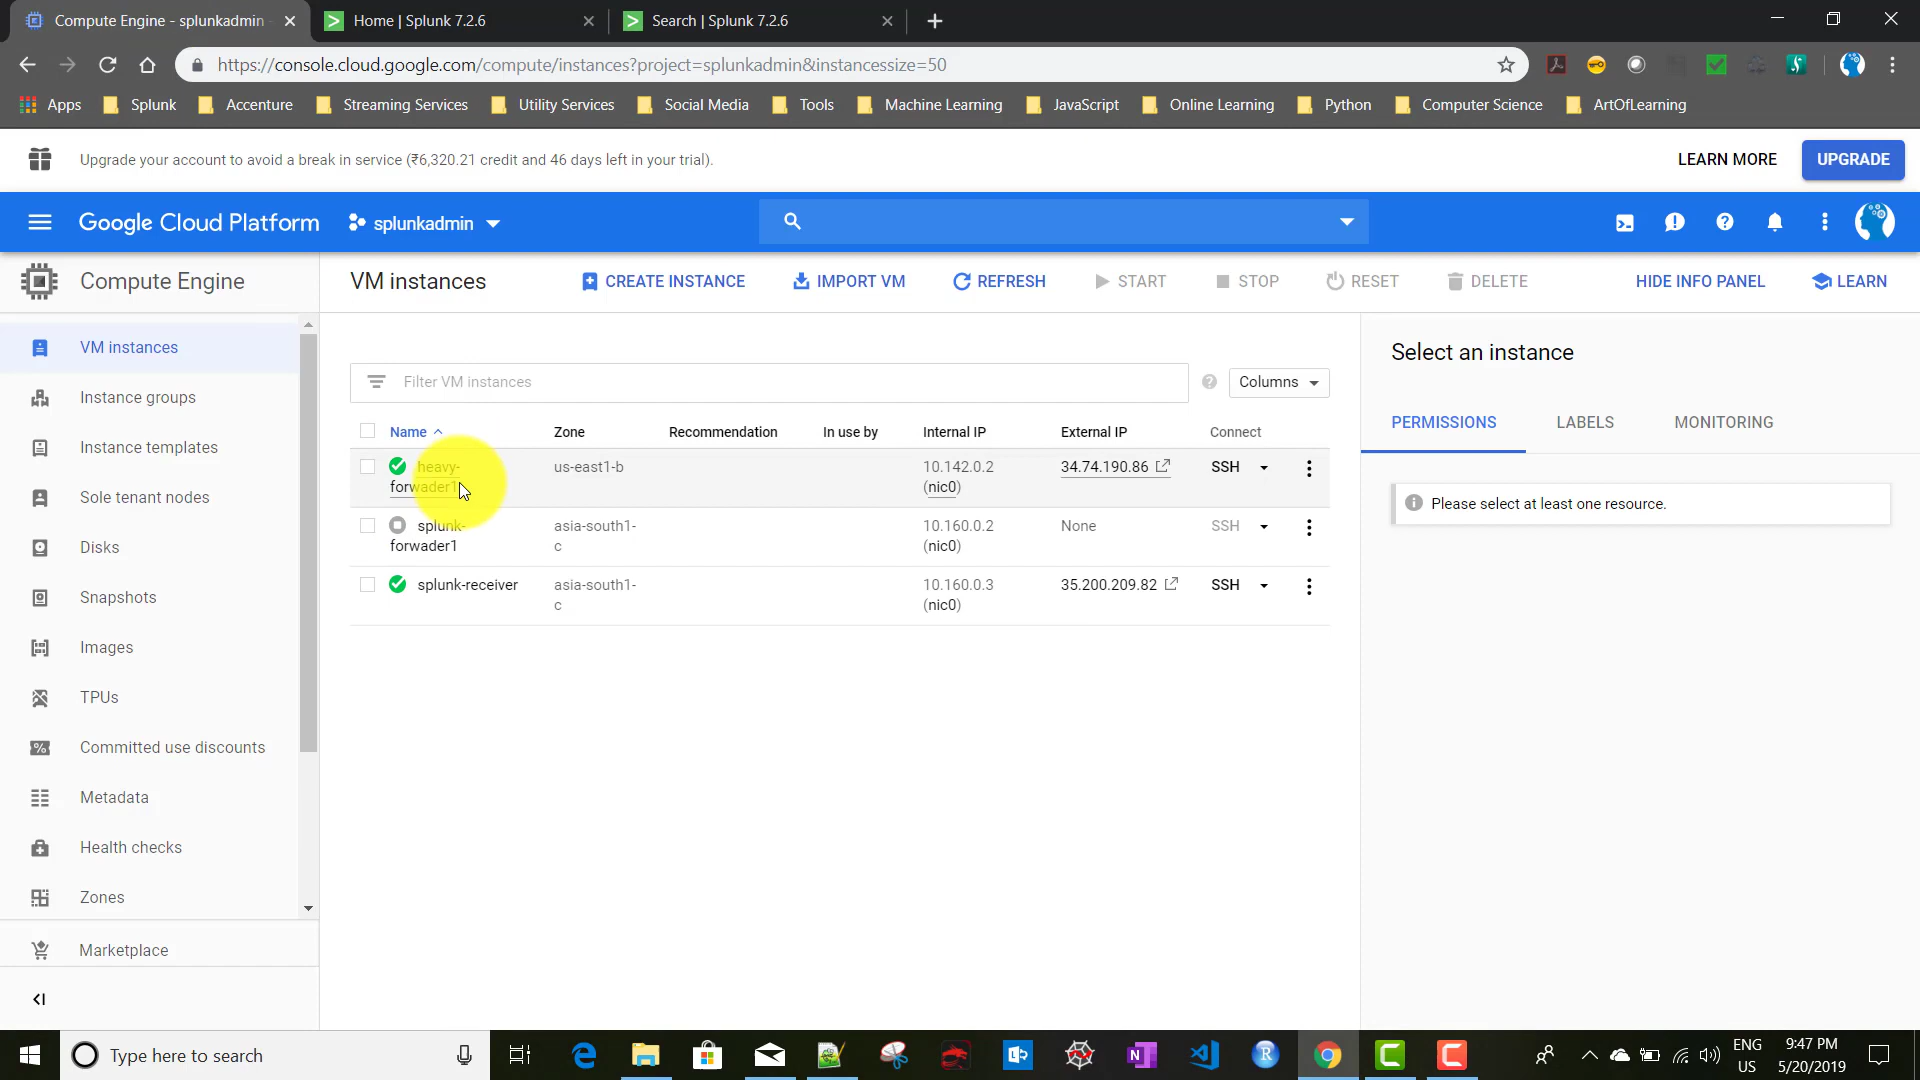 Compute Engine - splunkadmin
Home | Splunk 7.2.6
Search | Splunk 7.2.6
https://console.cloud.google.com/compute/instances?project=splunkadmin&instancessize=50
Apps
Splunk
Accenture
Streaming Services
Utility Services
Social Media
Tools
Machine Learning
JavaScript
Online Learning
Python
Computer Science
ArtOfLearning
Upgrade your account to avoid a break in service (₹6,320.21 credit and 46 days left in your trial).
LEARN MORE
UPGRADE
Google Cloud Platform
splunkadmin
Compute Engine
VM instances
CREATE INSTANCE
IMPORT VM
REFRESH
START
STOP
RESET
DELETE
HIDE INFO PANEL
LEARN
VM instances
Instance groups
Instance templates
Sole tenant nodes
Disks
Snapshots
Images
TPUs
Committed use discounts
Metadata
Health checks
Zones
Marketplace
Filter VM instances
Columns
Name
Zone
Recommendation
In use by
Internal IP
External IP
Connect
heavy-
forwader1
us-east1-b
10.142.0.2
(nic0)
34.74.190.86
SSH
splunk-
forwader1
asia-south1-
c
10.160.0.2
(nic0)
None
SSH
splunk-receiver
asia-south1-
c
10.160.0.3
(nic0)
35.200.209.82
SSH
Select an instance
PERMISSIONS
LABELS
MONITORING
Please select at least one resource.
Type here to search
ENG
US
9:47 PM
5/20/2019